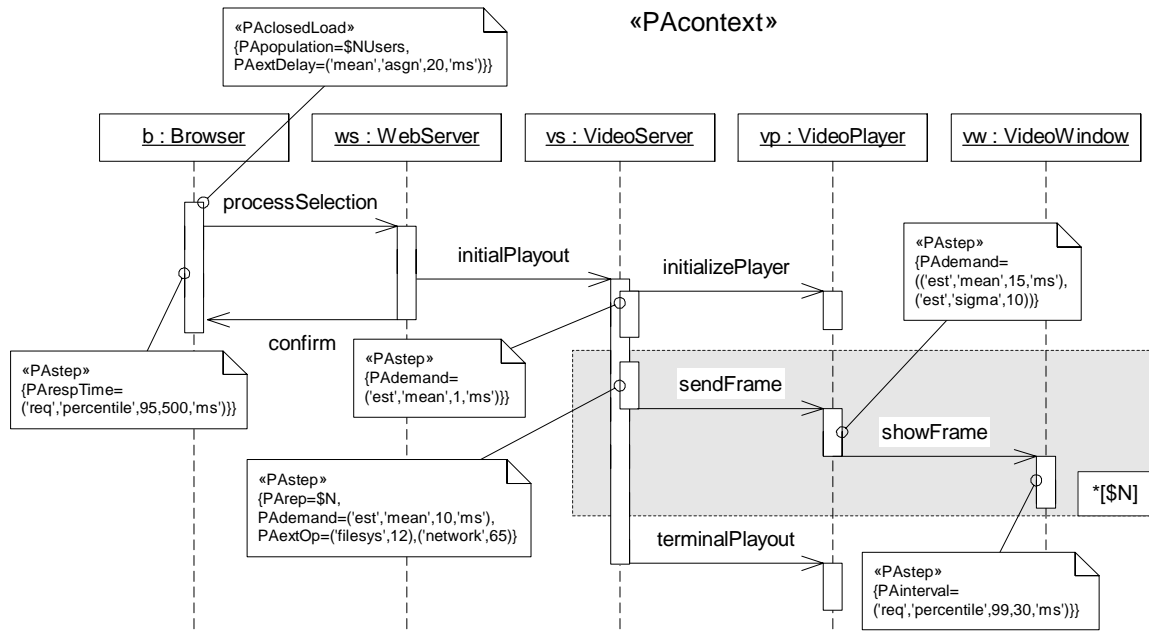 «PAcontext»
«PAclosedLoad»
{PApopulation=$NUsers,
PAextDelay=('mean','asgn',20,'ms')}}
b : Browser
ws : WebServer
vs : VideoServer
vp : VideoPlayer
vw : VideoWindow
processSelection
initialPlayout
initializePlayer
confirm
«PAstep»
{PAdemand=
(('est','mean',15,'ms'),
('est','sigma',10))}
«PAstep»
{PArespTime=
('req','percentile',95,500,'ms')}}
«PAstep»
{PAdemand=
('est','mean',1,'ms')}}
sendFrame
showFrame
«PAstep»
{PArep=$N,
PAdemand=('est','mean',10,'ms'),
PAextOp=('filesys',12),('network',65)}
*[$N]
terminalPlayout
«PAstep»
{PAinterval=
('req','percentile',99,30,'ms')}}